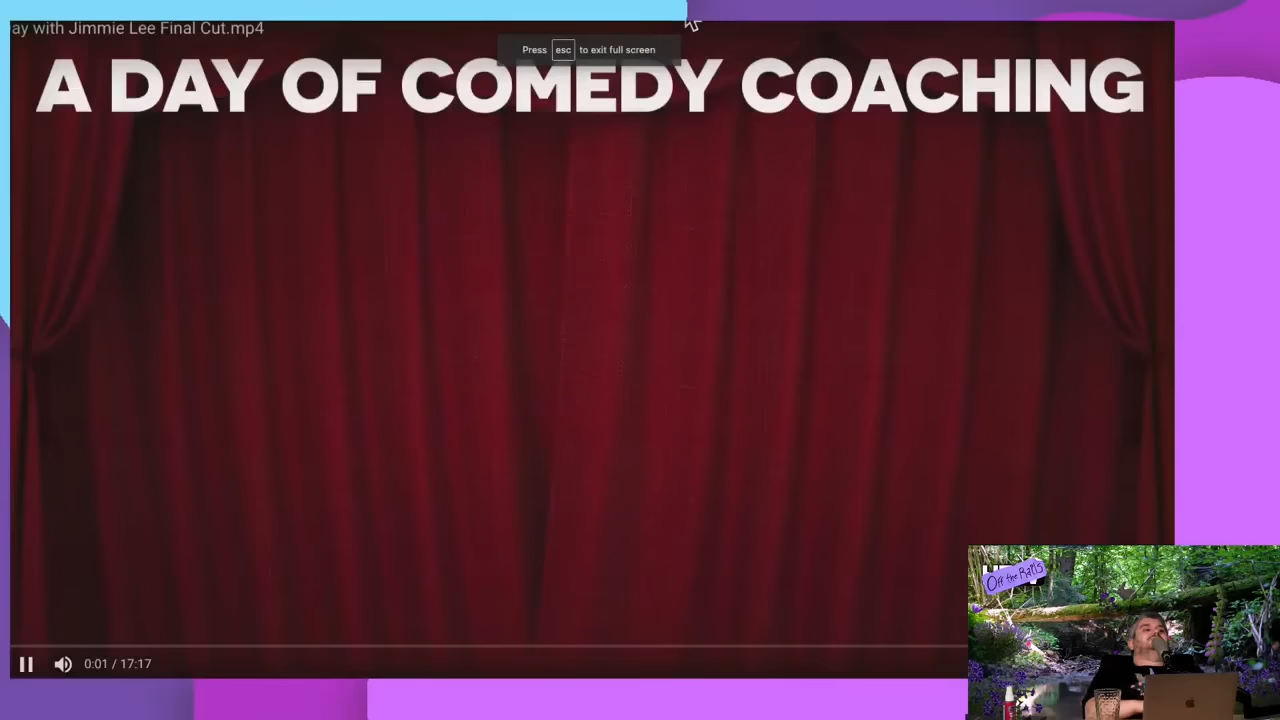 ay with Jimmie Lee Final Cut.mp4
Press esc to exit full screen
A DAY OF COMEDY COACHING
Off the Rails
0:01 / 17:17